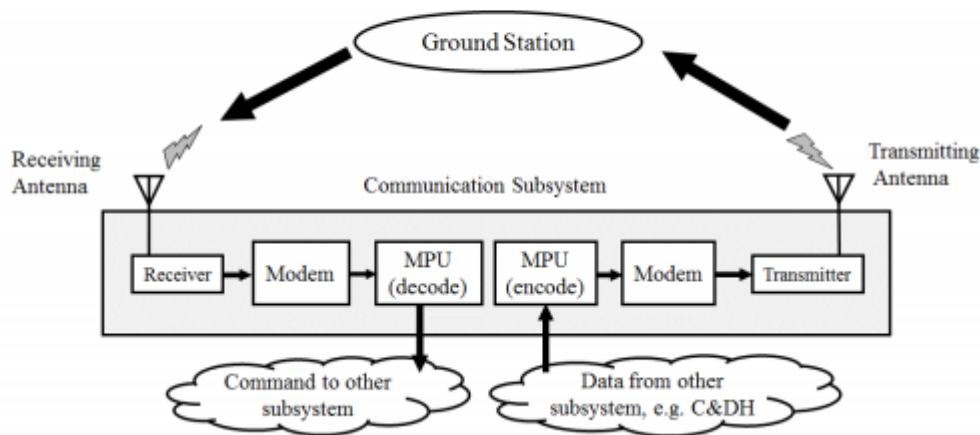 Ground Station
Receiving
Antenna
Transmitting
Antenna
Communication Subsystem
Receiver
Modem
MPU
(decode)
MPU
(encode)
Modem
Transmitter
Command to other
subsystem
Data from other
subsystem, e.g. C&DH